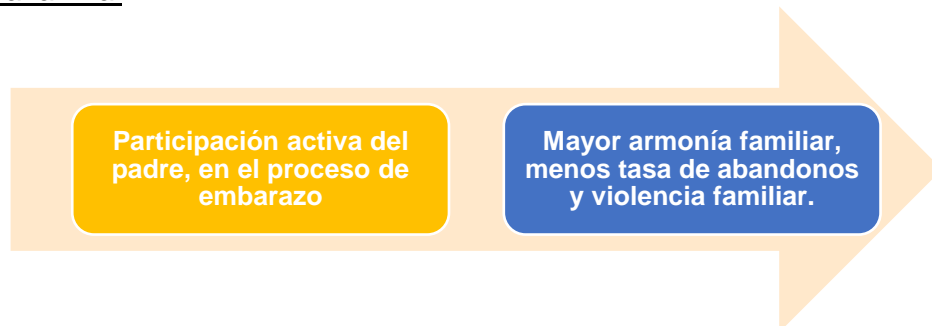 Participación activa del
padre, en el proceso de
embarazo
Mayor armonía familiar,
menos tasa de abandonos
y violencia familiar.